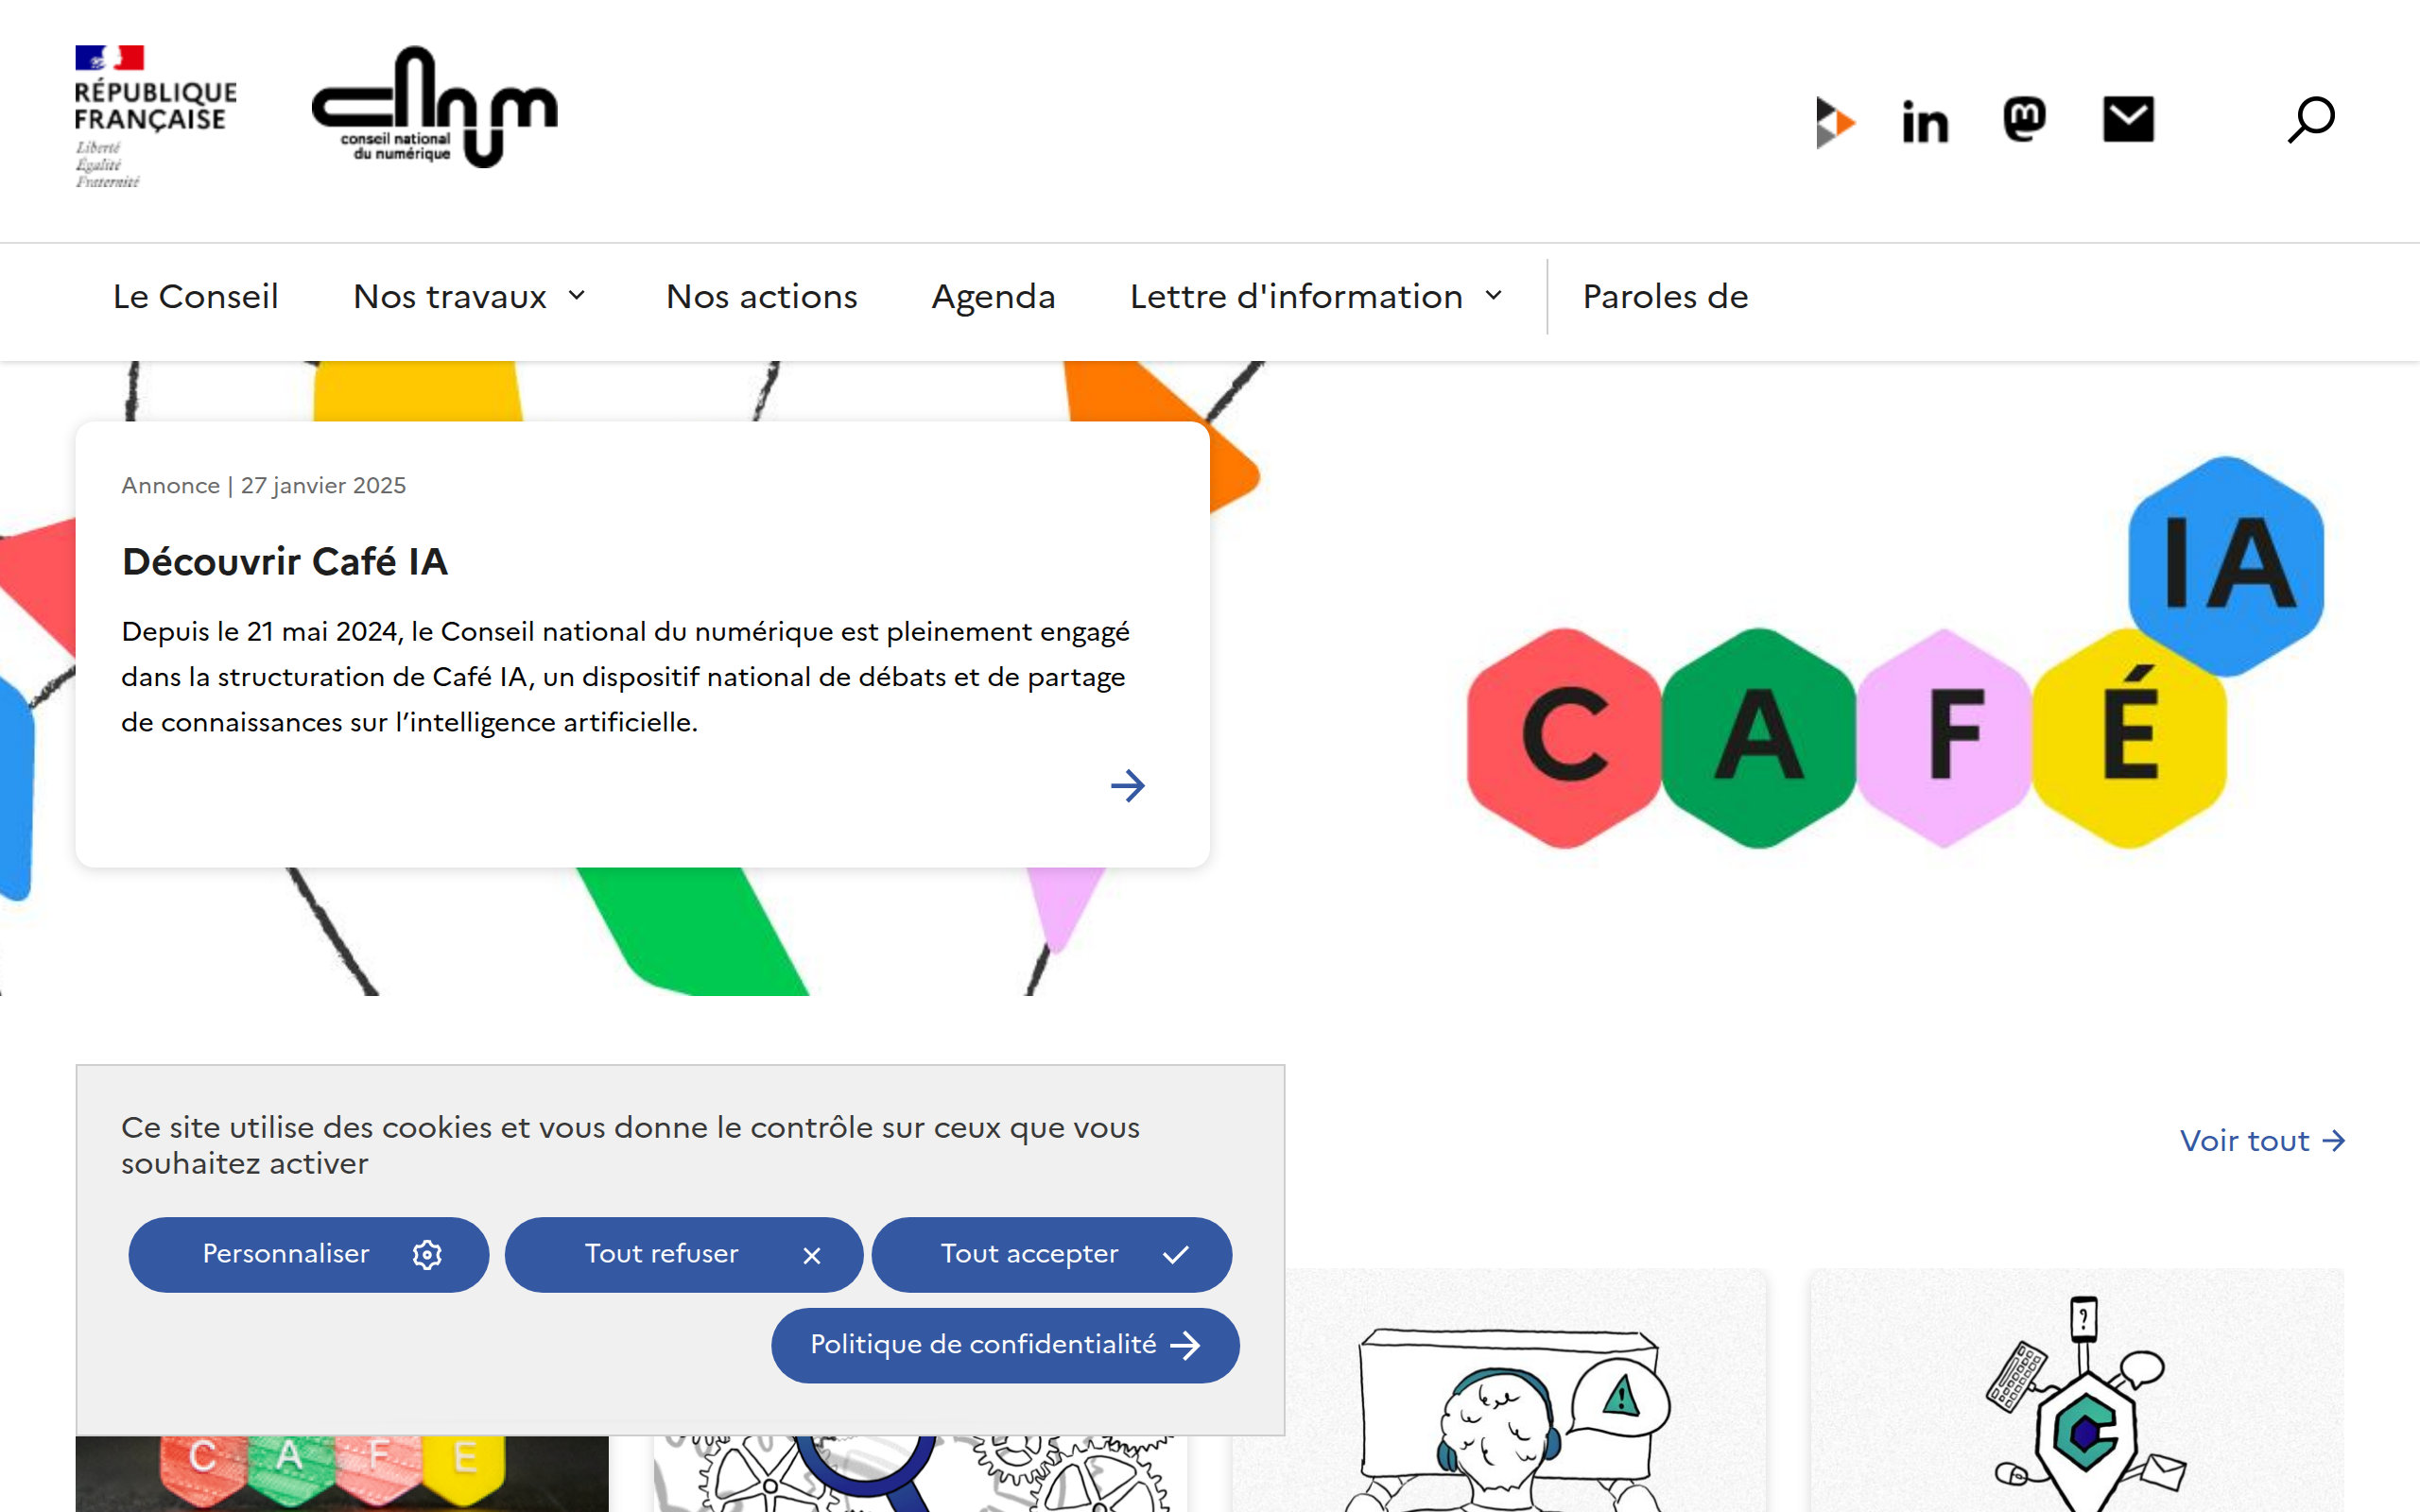 RÉPUBLIQUE
FRANÇAISE
Liberté
Égalité
Fraternité
cnnum
conseil national
du numérique
in
m
Le Conseil
Nos travaux
Nos actions
Agenda
Lettre d'information
Paroles de
Annonce | 27 janvier 2025
Découvrir Café IA
Depuis le 21 mai 2024, le Conseil national du numérique est pleinement engagé
dans la structuration de Café IA, un dispositif national de débats et de partage
de connaissances sur l’intelligence artificielle.
IA
C A F É
Ce site utilise des cookies et vous donne le contrôle sur ceux que vous
souhaitez activer
Voir tout
Personnaliser
Tout refuser
Tout accepter
Politique de confidentialité
C A F E
?
!
C